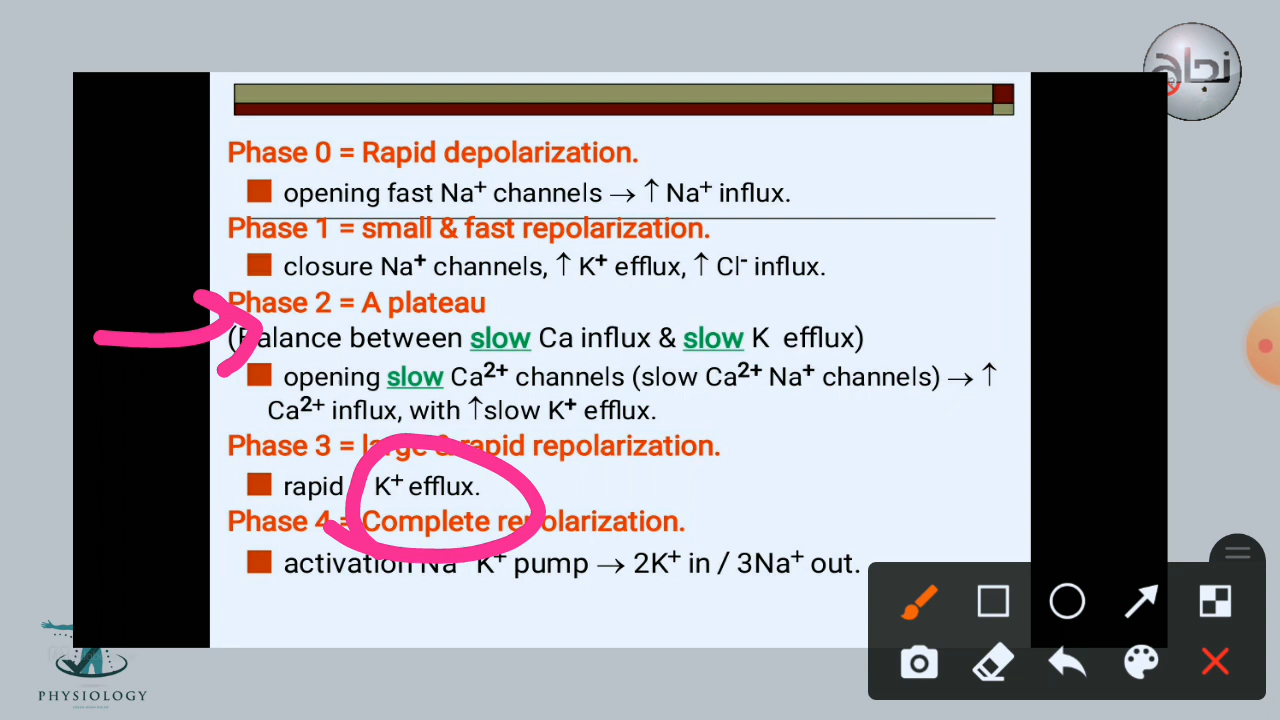 نجاح
Phase 0 = Rapid depolarization.
opening fast Na⁺ channels → ↑ Na⁺ influx.
Phase 1 = small & fast repolarization.
closure Na⁺ channels, ↑ K⁺ efflux, ↑ Cl⁻ influx.
Phase 2 = A plateau
(Balance between slow Ca influx & slow K efflux)
opening slow Ca²⁺ channels (slow Ca²⁺ Na⁺ channels) → ↑
Ca²⁺ influx, with ↑slow K⁺ efflux.
Phase 3 = large & rapid repolarization.
rapid K⁺ efflux.
Phase 4 = Complete repolarization.
activation Na⁺ K⁺ pump → 2K⁺ in / 3Na⁺ out.
PHYSIOLOGY